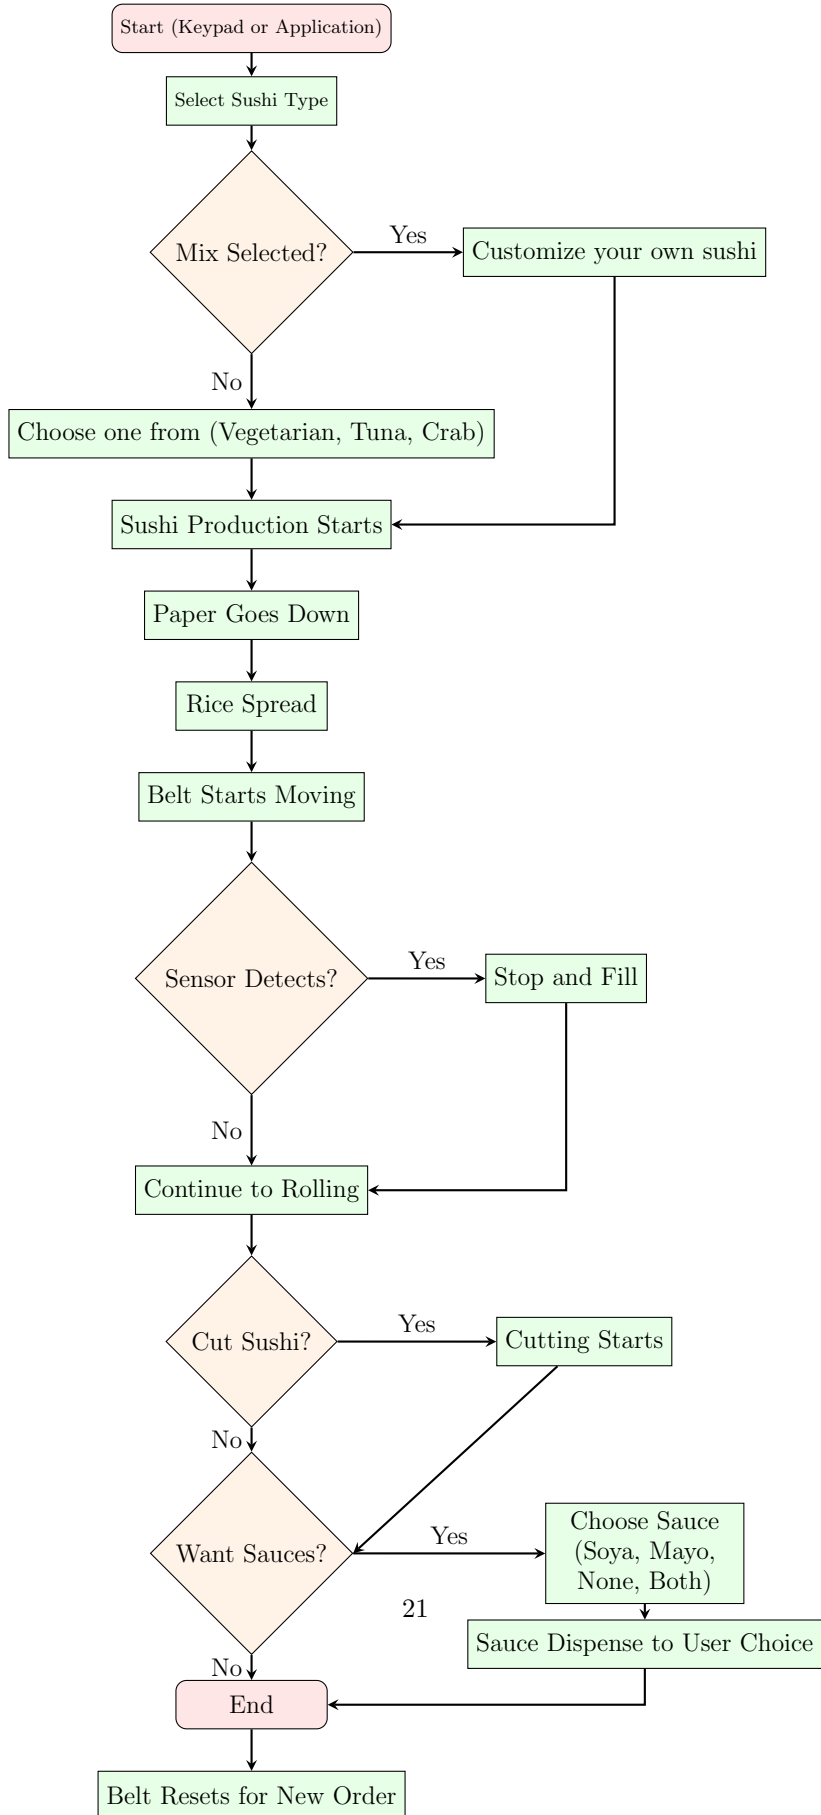 Start (Keypad or Application)
Select Sushi Type
Mix Selected?
Yes
Customize your own sushi
No
Choose one from (Vegetarian, Tuna, Crab)
Sushi Production Starts
Paper Goes Down
Rice Spread
Belt Starts Moving
Sensor Detects?
Yes
Stop and Fill
No
Continue to Rolling
Cut Sushi?
Yes
Cutting Starts
No
Want Sauces?
Yes
Choose Sauce
(Soya, Mayo,
None, Both)
21
Sauce Dispense to User Choice
No
End
Belt Resets for New Order